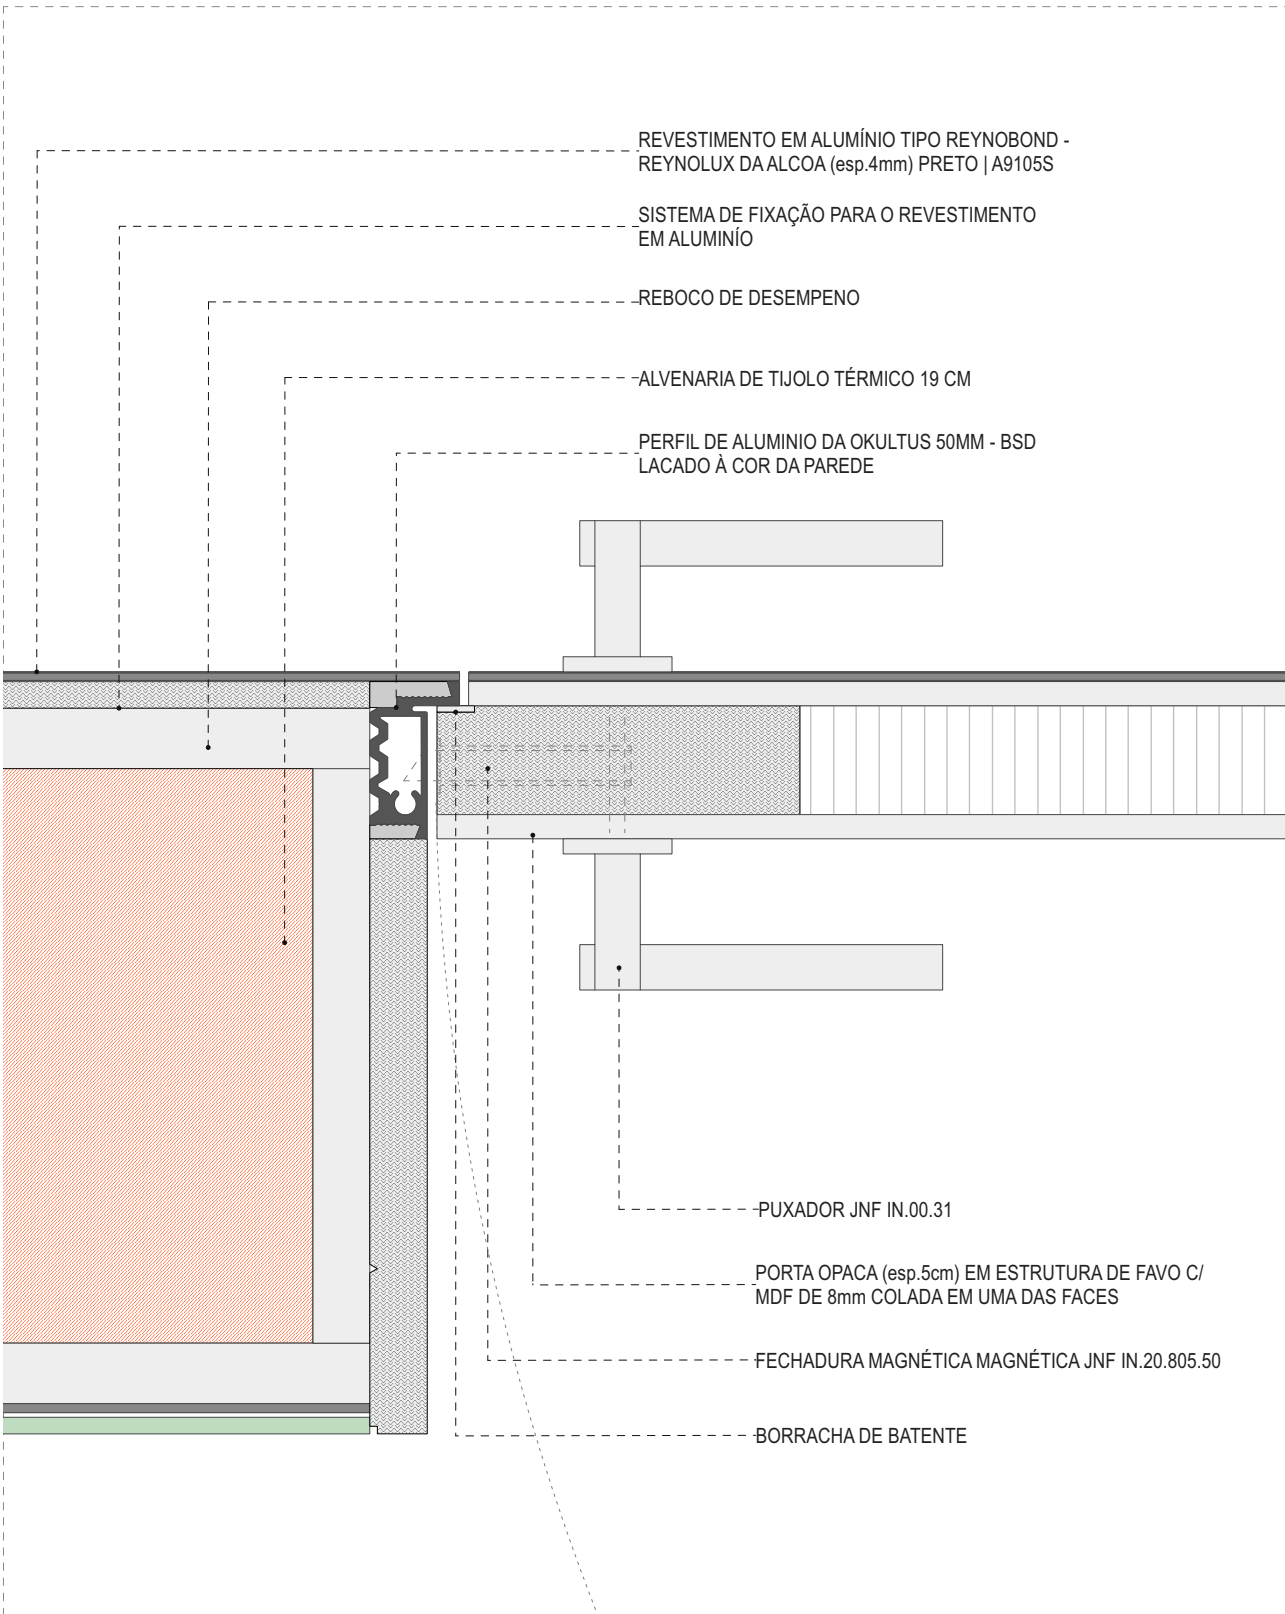 REVESTIMENTO EM ALUMÍNIO TIPO REYNOBOND -
REYNOLUX DA ALCOA (esp.4mm) PRETO | A9105S
SISTEMA DE FIXAÇÃO PARA O REVESTIMENTO
EM ALUMINÍO
REBOCO DE DESEMPENO
ALVENARIA DE TIJOLO TÉRMICO 19 CM
PERFIL DE ALUMINIO DA OKULTUS 50MM - BSD
LACADO À COR DA PAREDE
PUXADOR JNF IN.00.31
PORTA OPACA (esp.5cm) EM ESTRUTURA DE FAVO C/
MDF DE 8mm COLADA EM UMA DAS FACES
FECHADURA MAGNÉTICA MAGNÉTICA JNF IN.20.805.50
BORRACHA DE BATENTE